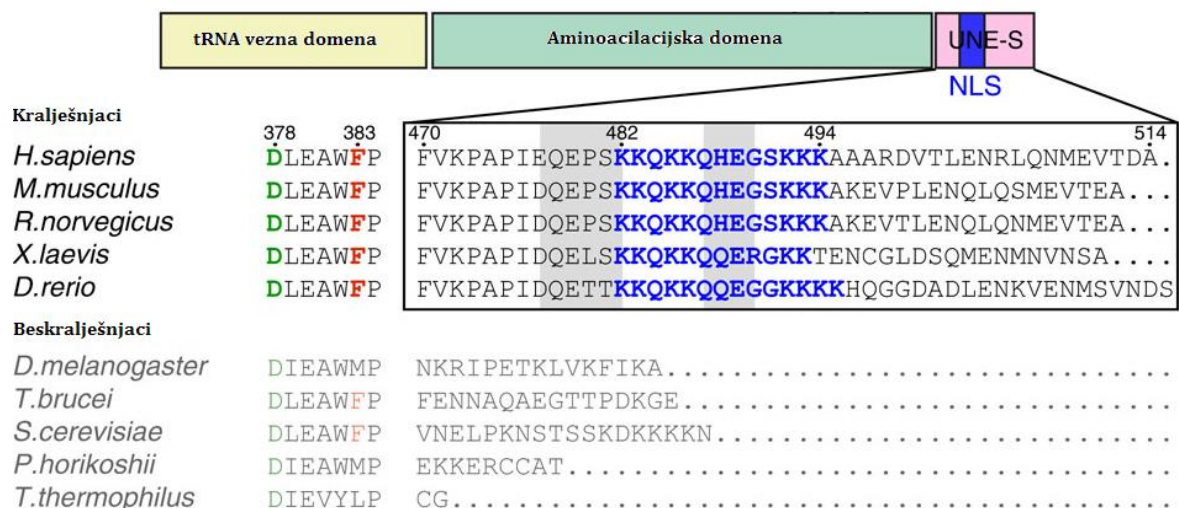 tRNA vezna domena Aminoacilacijska domena UNE-S
NLS
Kralješnjaci
378 383 470 482 494 514
H.sapiens DLEAWFP FVKPAPIEQEPSKKQKKQHEGSKKKAAARDVTLENRLQNMEVTDA.
M.musculus DLEAWFP FVKPAPIDQEPSKKQKKQHEGSKKKAKEVPLENQLQSMEVTEA...
R.norvegicus DLEAWFP FVKPAPIDQEPSKKQKKQHEGSKKKAKEVTLENQLQNMEVTEA...
X.laevis DLEAWFP FVKPAPIDQELSKKQKKQQERGKKTENCGLDSQMENMNVNSA....
D.rerio DLEAWFP FVKPAPIDQETTKKQKKQQEGGKKKKHQGGDADLENKVENMSVNDS
Beskralješnjaci
D.melanogaster DIEAWMP NKRIPETKLVKFIKA...............................
T.brucei DLEAWFP FENNAQAEGTTPDKGE..............................
S.cerevisiae DLEAWFP VNELPKNSTSSKDKKKKN............................
P.horikoshii DIEAWMP EKKERCCAT.....................................
T.thermophilus DIEVYLP CG............................................